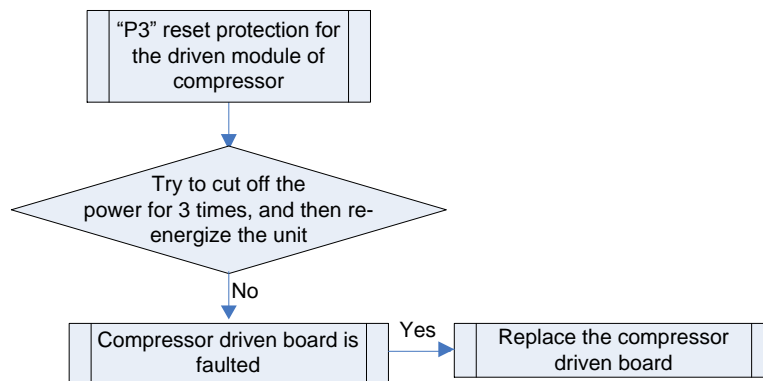 “P3” reset protection for
the driven module of
compressor
Try to cut off the
power for 3 times, and then re-
energize the unit
No
Compressor driven board is
faulted
Yes
Replace the compressor
driven board